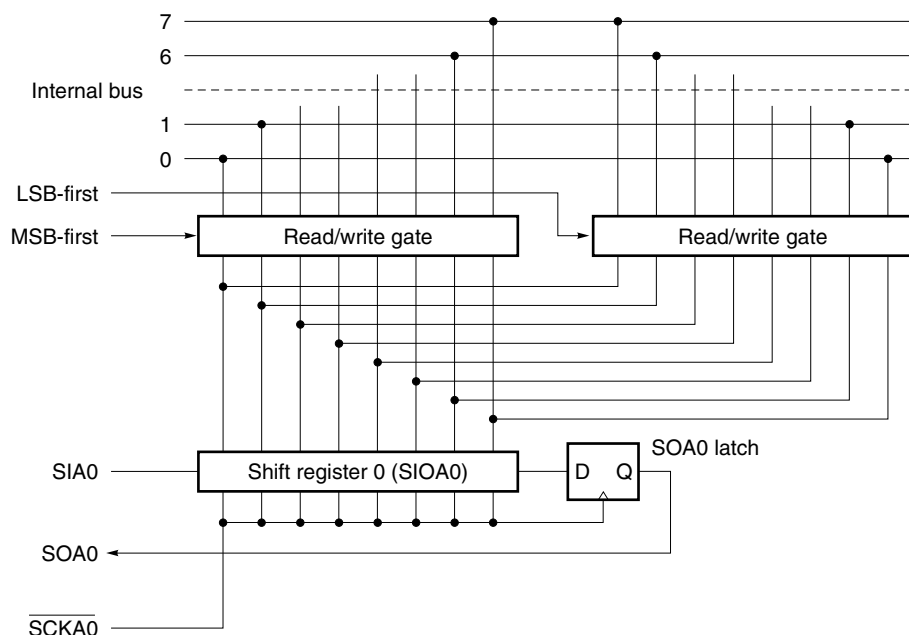 7
6
Internal bus
1
0
LSB-first
MSB-first
Read/write gate
Read/write gate
SOA0 latch
SIA0
Shift register 0 (SIOA0)
D Q
SOA0
SCKA0